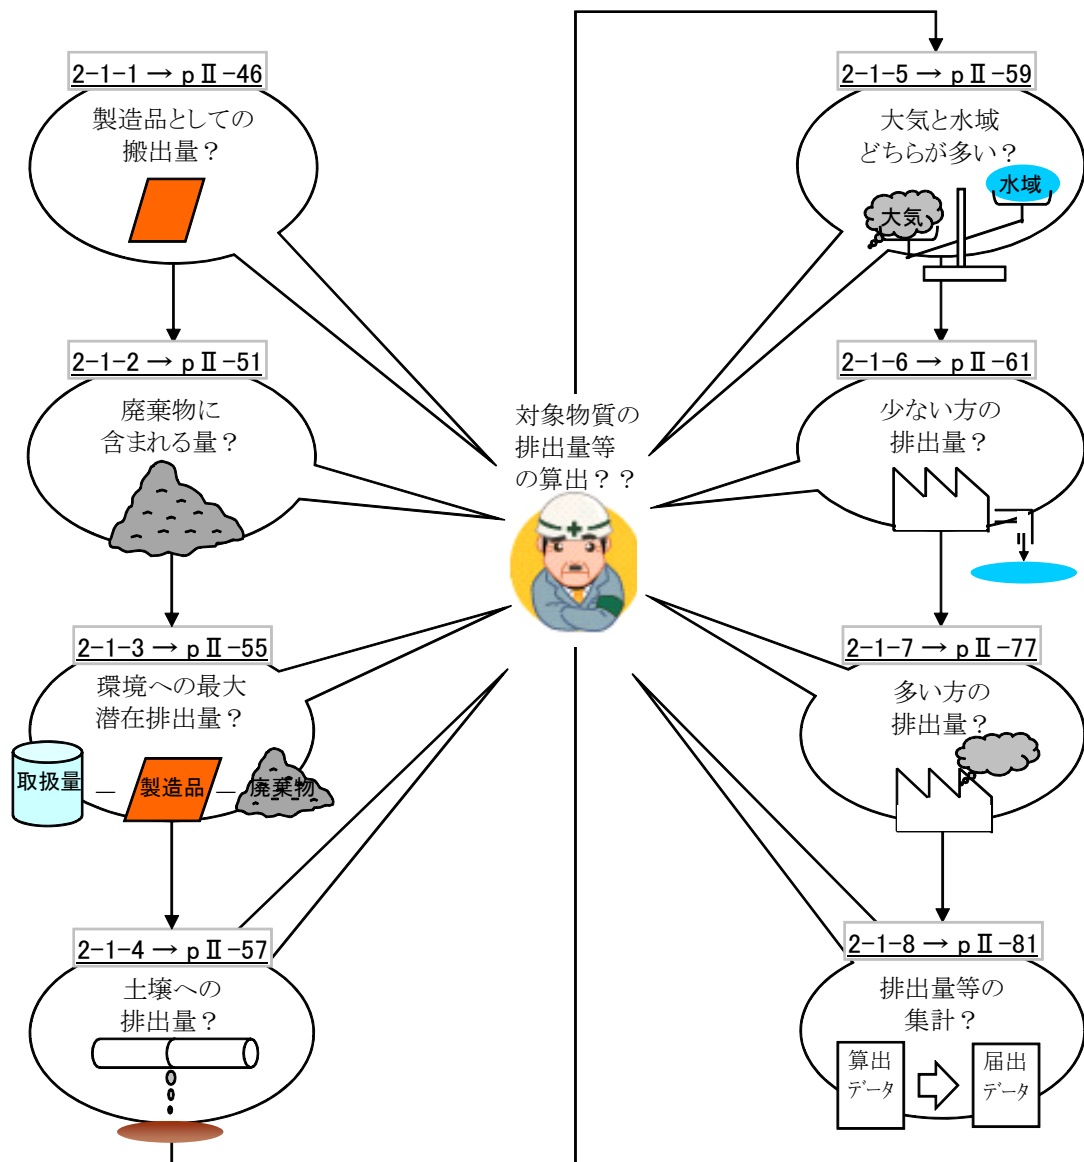 2-1-1 → pⅡ-46
製造品としての
搬出量？
2-1-2 → pⅡ-51
廃棄物に
含まれる量？
2-1-3 → pⅡ-55
環境への最大
潜在排出量？
取扱量
－
製造品
－
廃棄物
2-1-4 → pⅡ-57
土壌への
排出量？
対象物質の
排出量等
の算出？？
2-1-5 → pⅡ-59
大気と水域
どちらが多い？
水域
大気
2-1-6 → pⅡ-61
少ない方の
排出量？
2-1-7 → pⅡ-77
多い方の
排出量？
2-1-8 → pⅡ-81
排出量等の
集計？
算出
データ
届出
データ